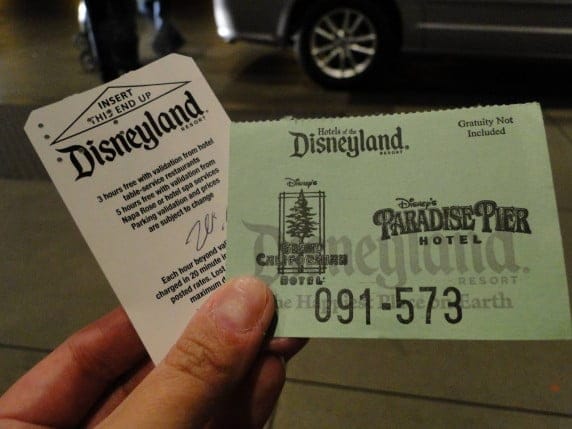 INSERT
THIS END UP
Disneyland
RESORT
3 hours free with validation from hotel
table-service restaurants
5 hours free with validation from
Napa Rose or hotel spa services
Parking validation and prices
are subject to change
Each hour beyond
charged in 20 minute
posted rates. Lost
maximum
Hotels of the
Disneyland
RESORT
Gratuity Not
Included
Disney's
GRAND
CALIFORNIAN
HOTEL
Disney's
PARADISE PIER
HOTEL
Disneyland
RESORT
The Happiest Place on Earth
091-573